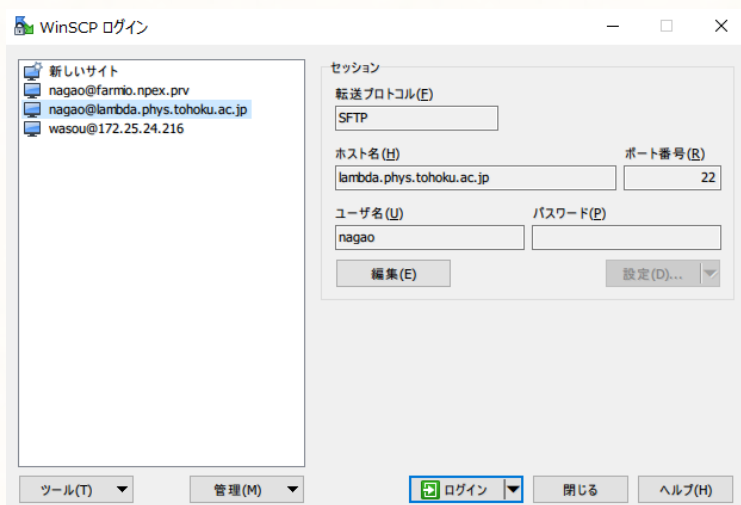 WinSCP ログイン
新しいサイト
nagao@farmio.npex.prv
nagao@lambda.phys.tohoku.ac.jp
wasou@172.25.24.216
セッション
転送プロトコル(F)
SFTP
ホスト名(H) ポート番号(R)
lambda.phys.tohoku.ac.jp 22
ユーザ名(U) パスワード(P)
nagao
編集(E) 設定(D)...
ツール(T) 管理(M) ログイン 閉じる ヘルプ(H)